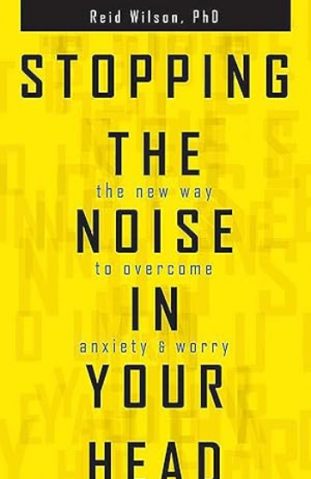 Reid Wilson, PhD
STOPPING
THE
the new way
NOISE
to overcome
IN
anxiety & worry
YOUR
HEAD